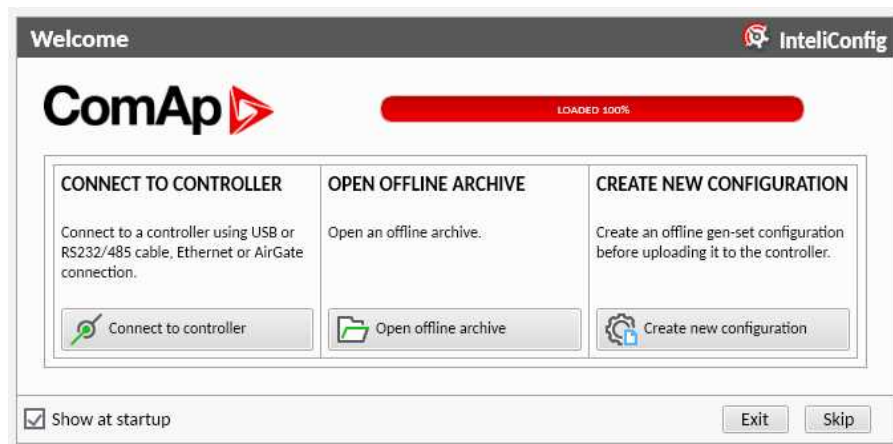 Welcome
InteliConfig
ComAp
LOADED 100%
CONNECT TO CONTROLLER
Connect to a controller using USB or
RS232/485 cable, Ethernet or AirGate
connection.
Connect to controller
OPEN OFFLINE ARCHIVE
Open an offline archive.
Open offline archive
CREATE NEW CONFIGURATION
Create an offline gen-set configuration
before uploading it to the controller.
Create new configuration
Show at startup
Exit
Skip